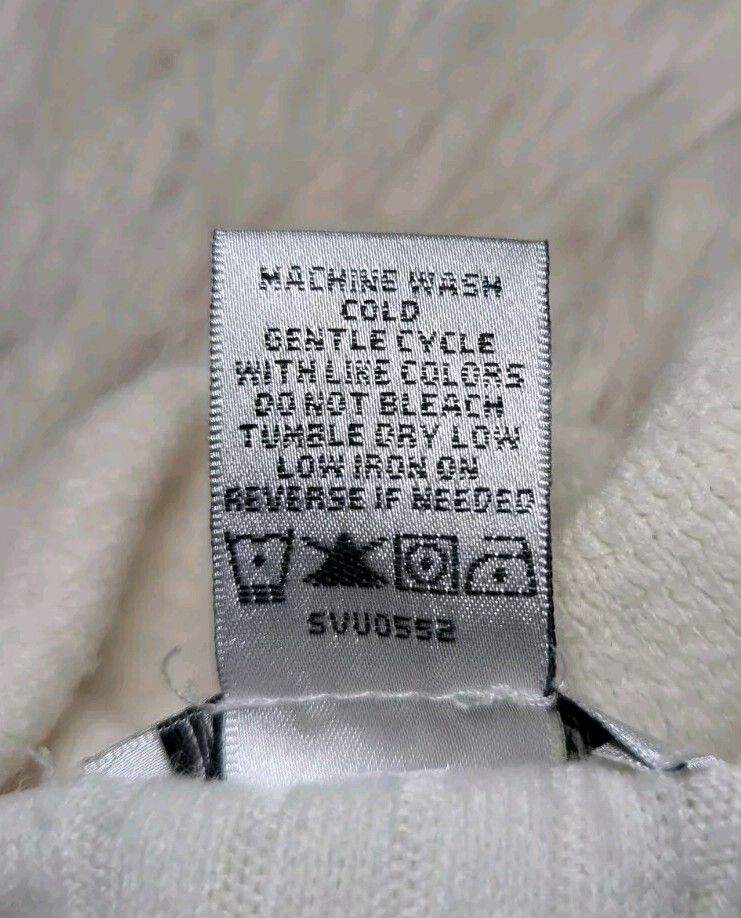 MACHINE WASH
COLD
GENTLE CYCLE
WITH LIKE COLORS
DO NOT BLEACH
TUMBLE DRY LOW
LOW IRON ON
REVERSE IF NEEDED
SVU0552